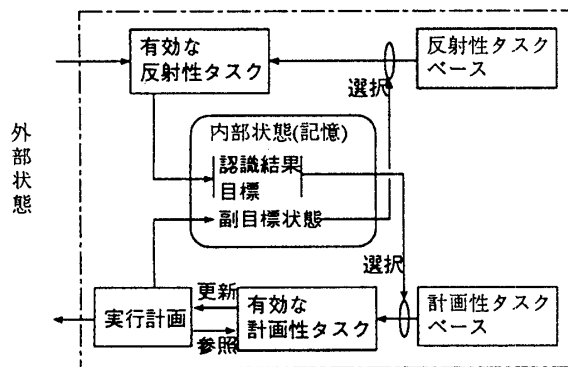 有効な
反射性タスク
反射性タスク
ベース
選択
外部状態
内部状態(記憶)
認識結果
目標
副目標状態
選択
実行計画
更新
参照
有効な
計画性タスク
計画性タスク
ベース